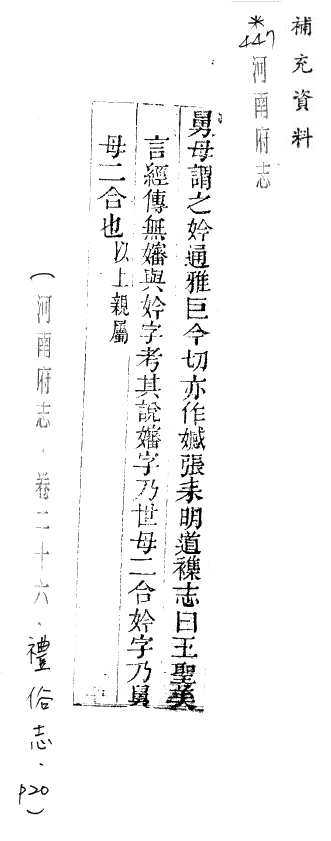 補充資料
*447 河南府志
舅母謂之妗通雅巨今切亦作㜝張耒明道襍志曰王聖美
言經傳無嬸與妗字考其說嬸字乃世母二合妗字乃舅
母二合也以上親屬
(河南府志·卷二十六、禮俗志、P20)